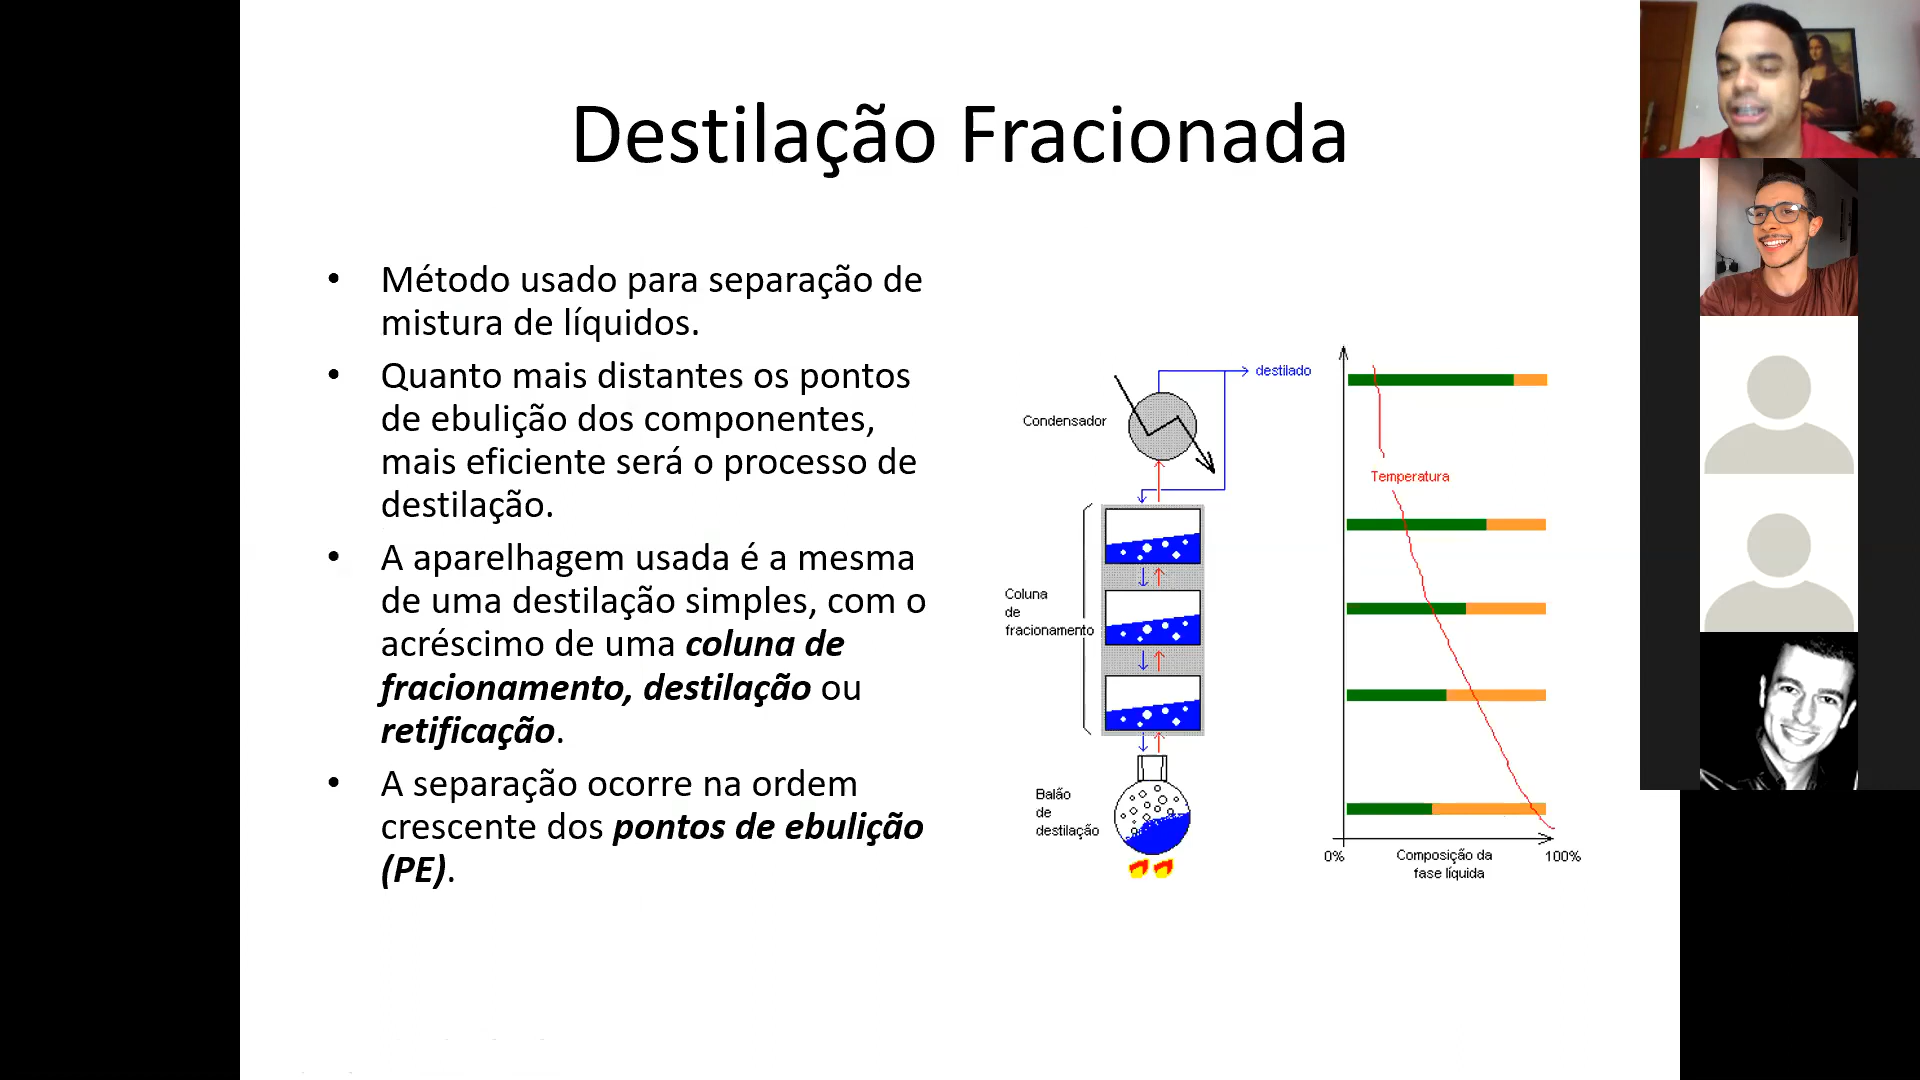 Destilação Fracionada
• Método usado para separação de
mistura de líquidos.
• Quanto mais distantes os pontos
de ebulição dos componentes,
mais eficiente será o processo de
destilação.
• A aparelhagem usada é a mesma
de uma destilação simples, com o
acréscimo de uma coluna de
fracionamento, destilação ou
retificação.
• A separação ocorre na ordem
crescente dos pontos de ebulição
(PE).
destilado
Condensador
Coluna
de
fracionamento
Balão
de
destilação
Temperatura
0%
Composição da
fase líquida
100%